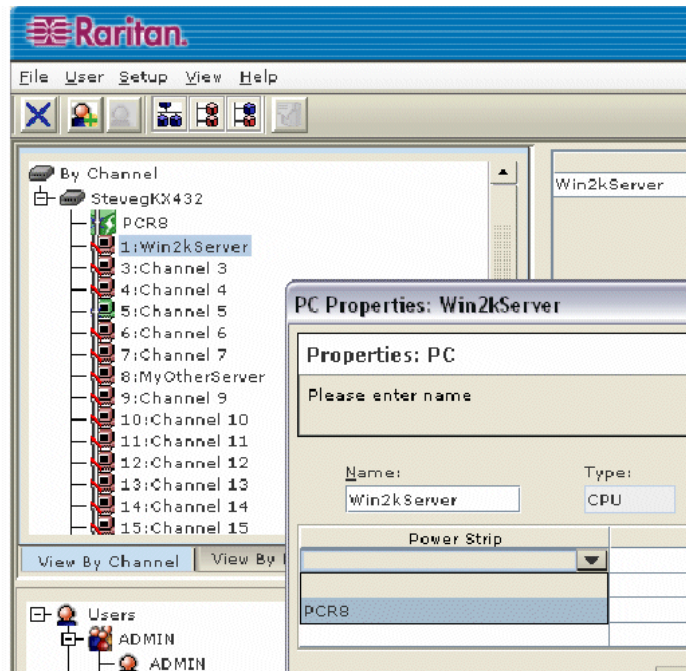 Raritan.
File User Setup View Help
By Channel
StevegKX432
PCR8
1:Win2kServer
3:Channel 3
4:Channel 4
5:Channel 5
6:Channel 6
7:Channel 7
8:MyOtherServer
9:Channel 9
10:Channel 10
11:Channel 11
12:Channel 12
13:Channel 13
14:Channel 14
15:Channel 15
View By Channel View By
Users
ADMIN
ADMIN
Win2kServer
PC Properties: Win2kServer
Properties: PC
Please enter name
Name: Type:
Win2kServer CPU
Power Strip
PCR8